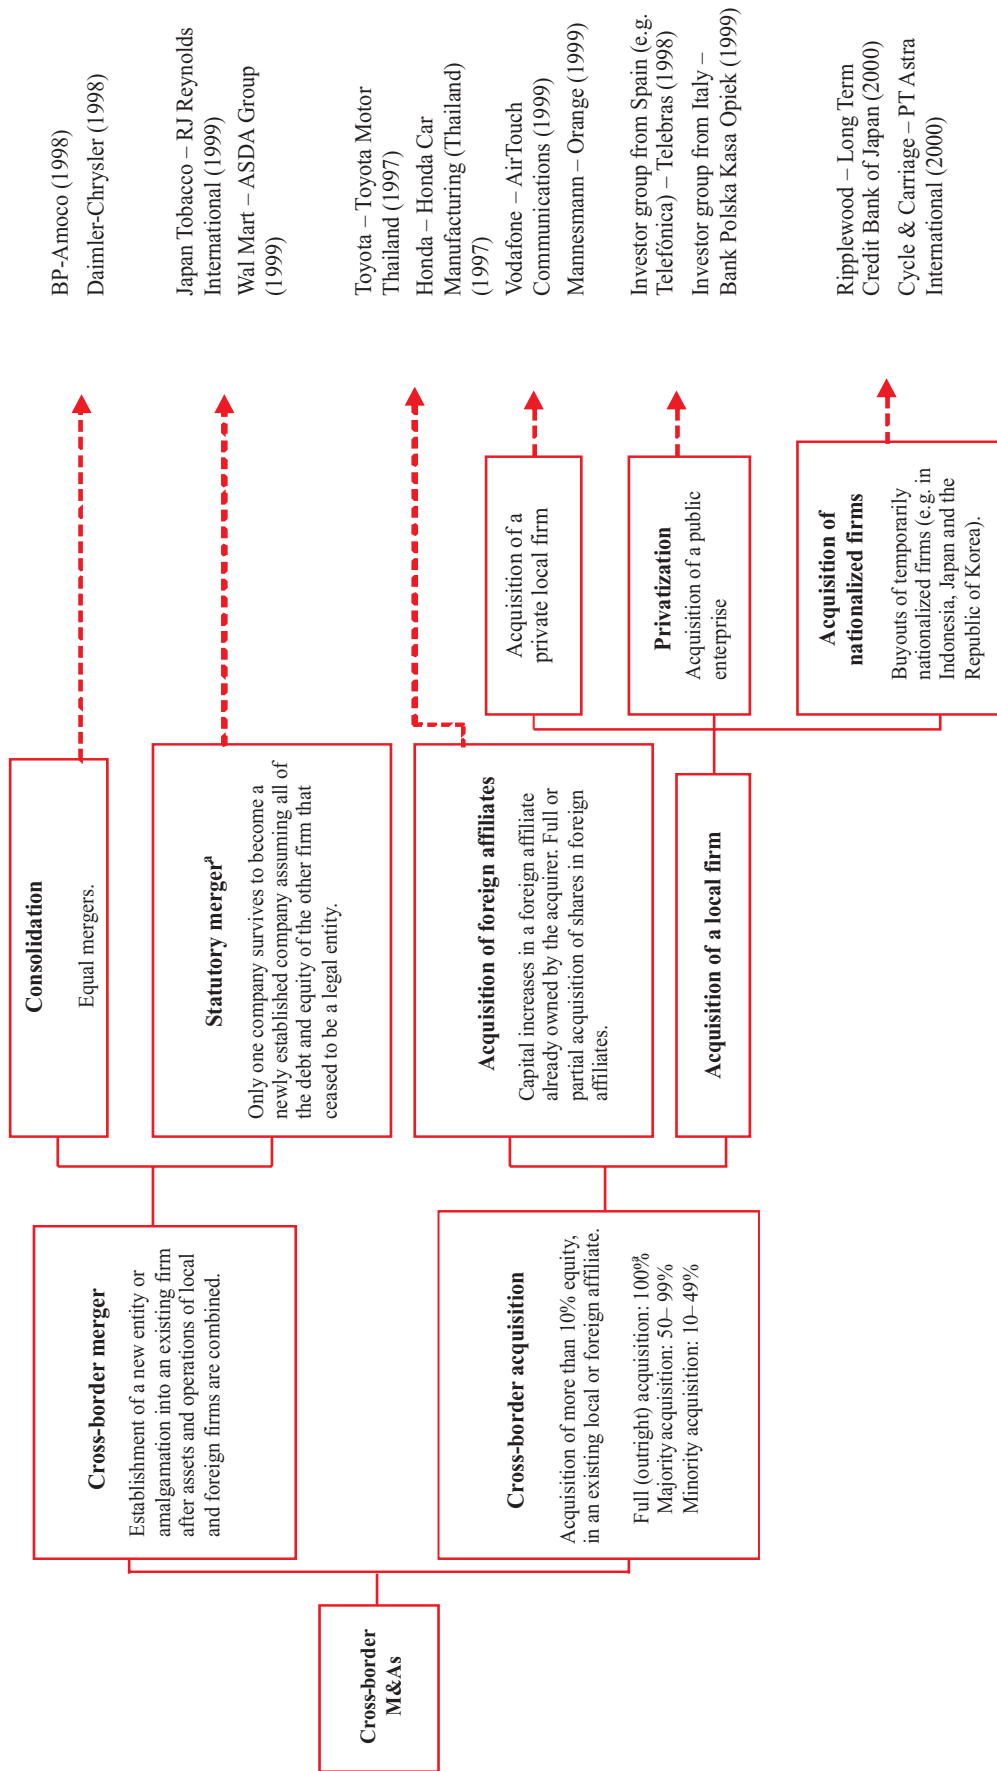 Cross-border
M&As
Cross-border merger
Establishment of a new entity or
amalgamation into an existing firm
after assets and operations of local
and foreign firms are combined.
Consolidation
Equal mergers.
BP-Amoco (1998)
Daimler-Chrysler (1998)
Statutory mergerª
Only one company survives to become a
newly established company assuming all of
the debt and equity of the other firm that
ceased to be a legal entity.
Japan Tobacco – RJ Reynolds
International (1999)
Wal Mart – ASDA Group
(1999)
Cross-border acquisition
Acquisition of more than 10% equity,
in an existing local or foreign affiliate.
Full (outright) acquisition: 100%ª
Majority acquisition: 50– 99%
Minority acquisition: 10– 49%
Acquisition of foreign affiliates
Capital increases in a foreign affiliate
already owned by the acquirer. Full or
partial acquisition of shares in foreign
affiliates.
Toyota – Toyota Motor
Thailand (1997)
Honda – Honda Car
Manufacturing (Thailand)
(1997)
Acquisition of a local firm
Acquisition of a
private local firm
Vodafone – AirTouch
Communications (1999)
Mannesmann – Orange (1999)
Privatization
Acquisition of a public
enterprise
Investor group from Spain (e.g.
Telefónica) – Telebras (1998)
Investor group from Italy –
Bank Polska Kasa Opiek (1999)
Acquisition of
nationalized firms
Buyouts of temporarily
nationalized firms (e.g. in
Indonesia, Japan and the
Republic of Korea).
Ripplewood – Long Term
Credit Bank of Japan (2000)
Cycle & Carriage – PT Astra
International (2000)